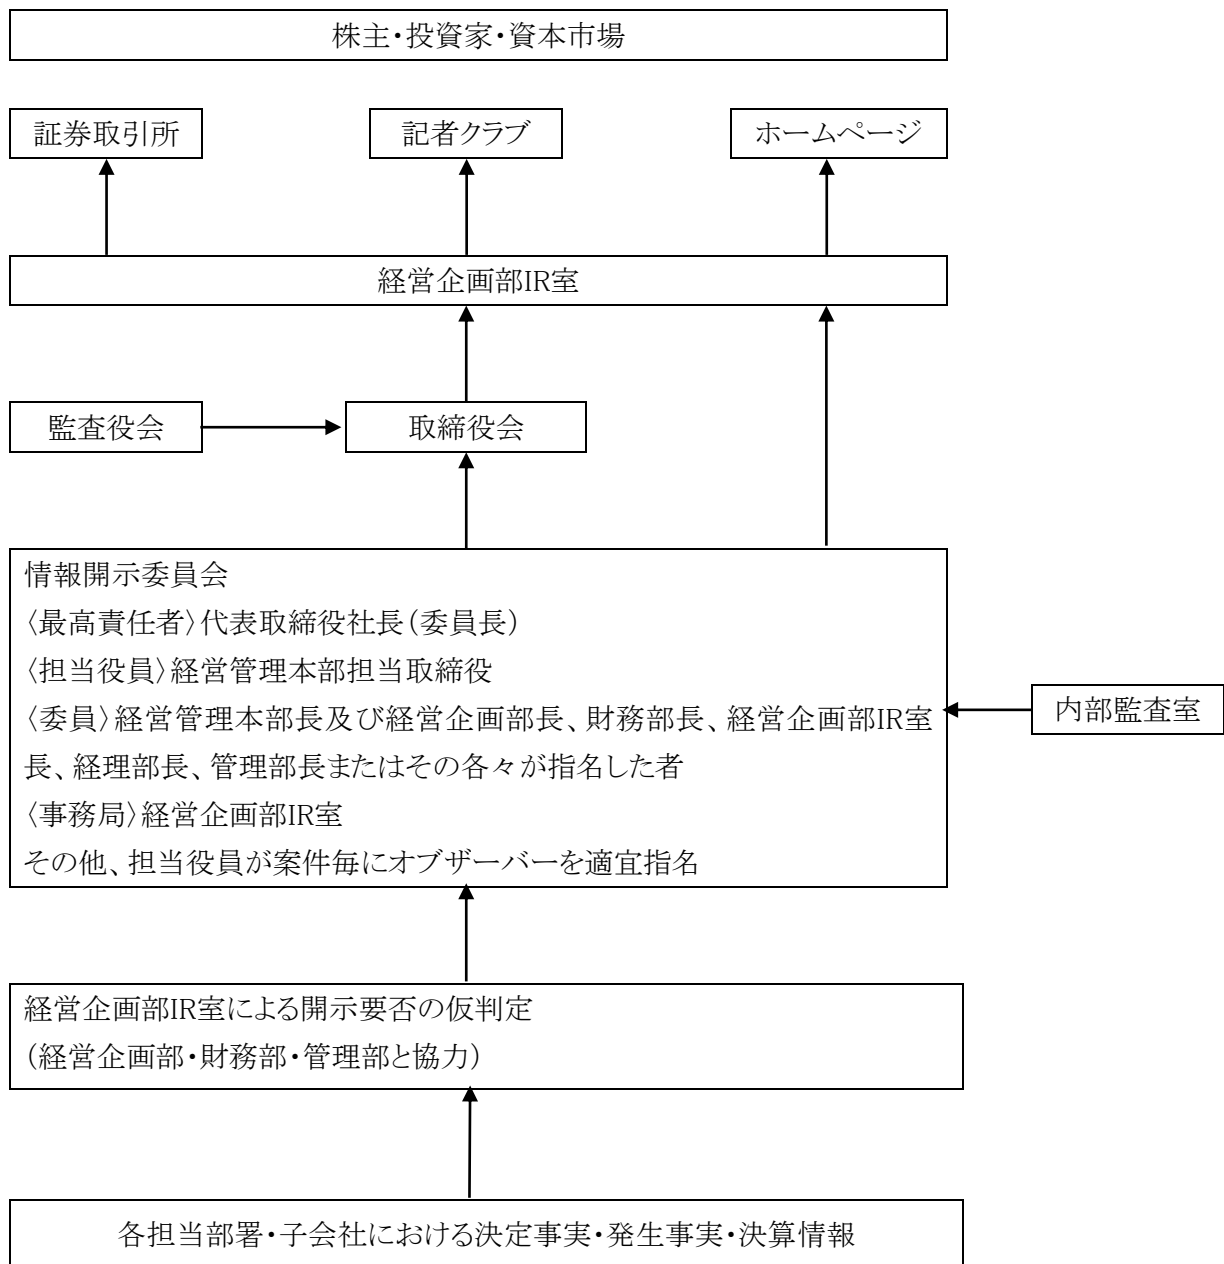 株主・投資家・資本市場
証券取引所
記者クラブ
ホームページ
経営企画部IR室
監査役会
取締役会
情報開示委員会
〈最高責任者〉代表取締役社長（委員長）
〈担当役員〉経営管理本部担当取締役
〈委員〉経営管理本部長及び経営企画部長、財務部長、経営企画部IR室
長、経理部長、管理部長またはその各々が指名した者
〈事務局〉経営企画部IR室
その他、担当役員が案件毎にオブザーバーを適宜指名
内部監査室
経営企画部IR室による開示要否の仮判定
（経営企画部・財務部・管理部と協力）
各担当部署・子会社における決定事実・発生事実・決算情報